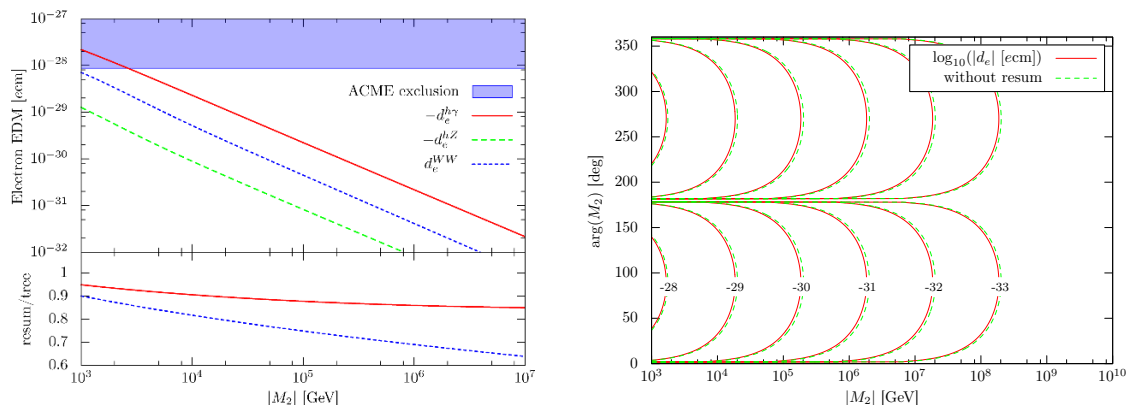 10^{-27}
10^{-28}
10^{-29}
10^{-30}
10^{-31}
10^{-32}
Electron EDM [ecm]
ACME exclusion
-d_e^{hγ}
-d_e^{hZ}
d_e^{WW}
1
0.9
0.8
0.7
0.6
resum/tree
10^3 10^4 10^5 10^6 10^7
|M_2| [GeV]
350
300
250
200
150
100
50
0
arg(M_2) [deg]
log_{10}(|d_e| [ecm])
without resum
-28 -29 -30 -31 -32 -33
10^3 10^4 10^5 10^6 10^7 10^8 10^9 10^{10}
|M_2| [GeV]